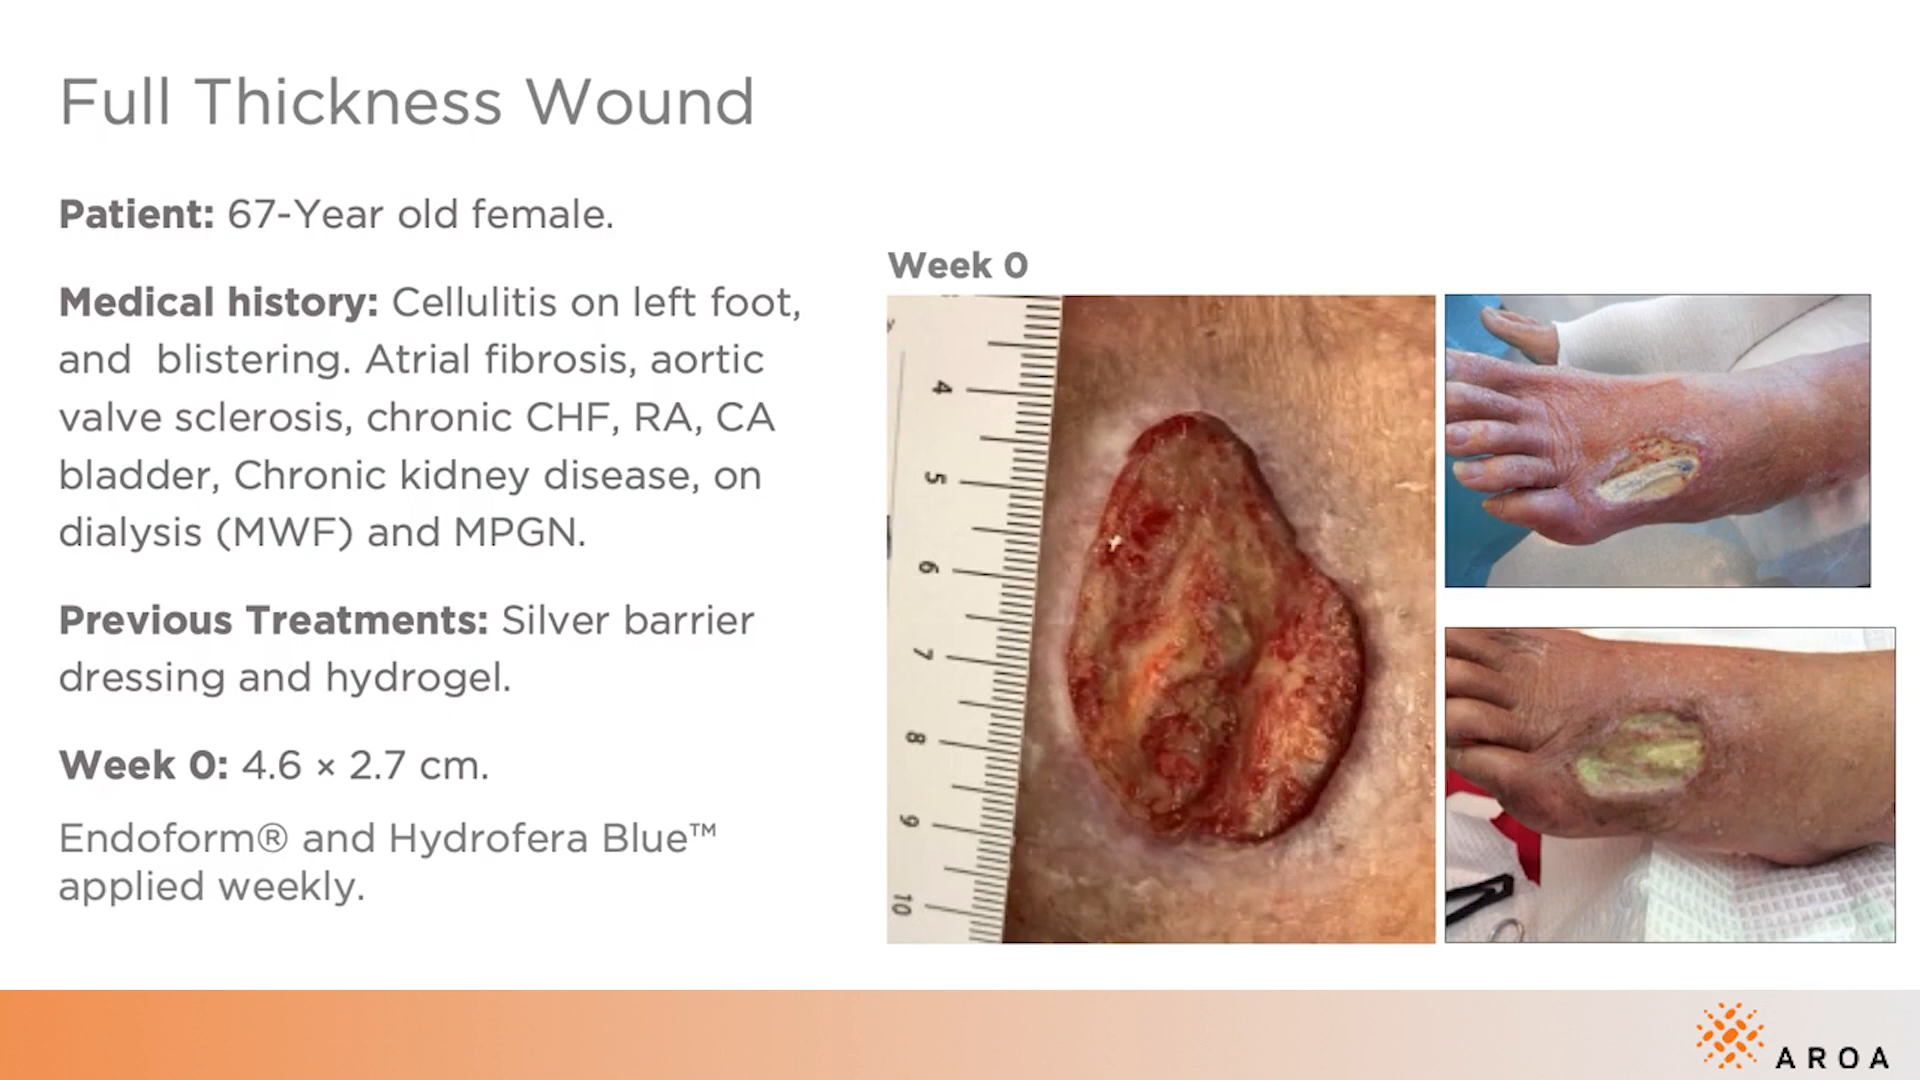 Full Thickness Wound
Patient: 67-Year old female.
Medical history: Cellulitis on left foot,
and blistering. Atrial fibrosis, aortic
valve sclerosis, chronic CHF, RA, CA
bladder, Chronic kidney disease, on
dialysis (MWF) and MPGN.
Previous Treatments: Silver barrier
dressing and hydrogel.
Week 0: 4.6 × 2.7 cm.
Endoform® and Hydrofera Blue™
applied weekly.
Week 0
4
5
6
7
8
9
10
AROA